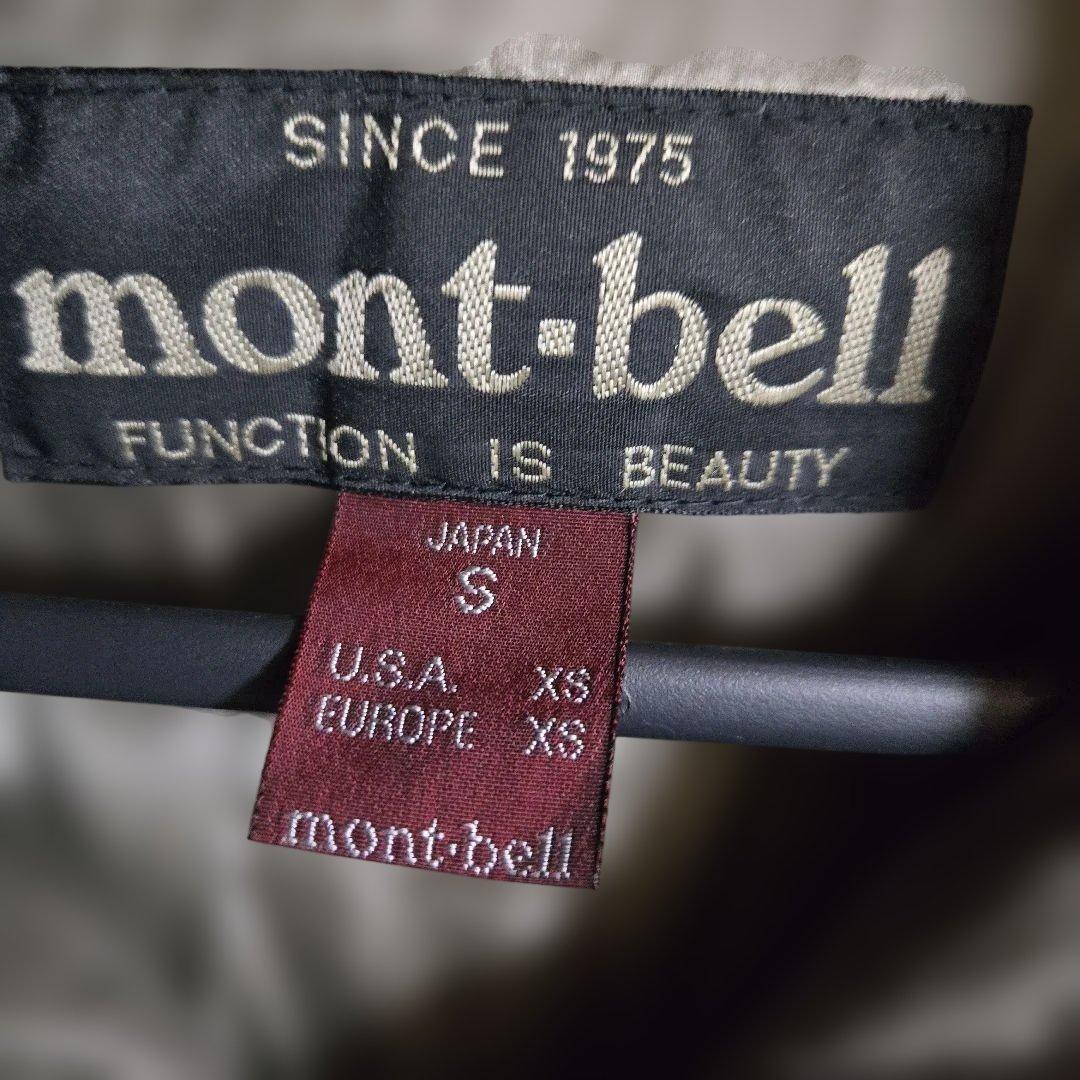 SINCE 1975
mont·bell
FUNCTION IS BEAUTY
JAPAN
S
U.S.A. XS
EUROPE XS
mont·bell